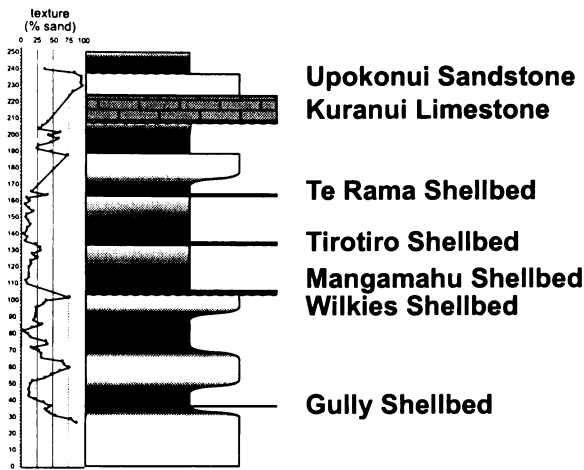 texture
(% sand)
0 25 50 75 100
250
240
230
220
210
200
190
180
170
160
150
140
130
120
110
100
90
80
70
60
50
40
30
20
10
0
Upokonui Sandstone
Kuranui Limestone
Te Rama Shellbed
Tirotiro Shellbed
Mangamahu Shellbed
Wilkies Shellbed
Gully Shellbed